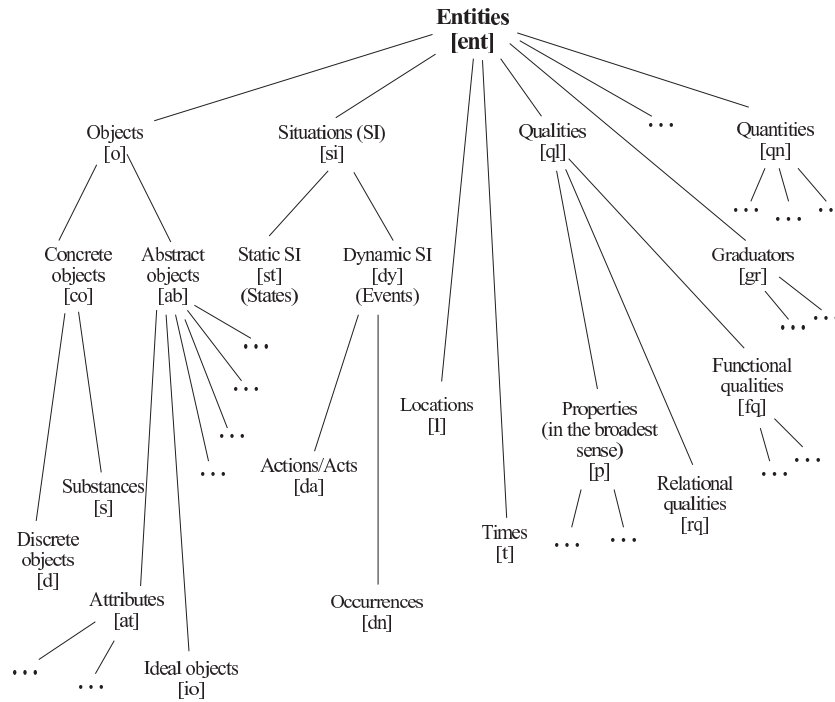 Entities
[ent]
Objects
[o]
Situations (SI)
[si]
Qualities
[ql]
...
Quantities
[qn]
...
...
...
Concrete
objects
[co]
Abstract
objects
[ab]
Static SI
[st]
(States)
Dynamic SI
[dy]
(Events)
Graduators
[gr]
...
...
...
...
...
...
Locations
[l]
Properties
(in the broadest
sense)
[p]
...
...
Functional
qualities
[fq]
...
...
Actions/Acts
[da]
Substances
[s]
Relational
qualities
[rq]
Discrete
objects
[d]
Times
[t]
Attributes
[at]
...
...
Occurrences
[dn]
Ideal objects
[io]